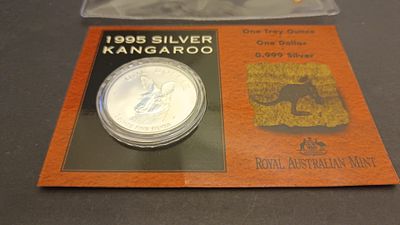 1995 SILVER
KANGAROO
One Troy Ounce
One Dollar
0.999 Silver
ROYAL AUSTRALIAN MINT